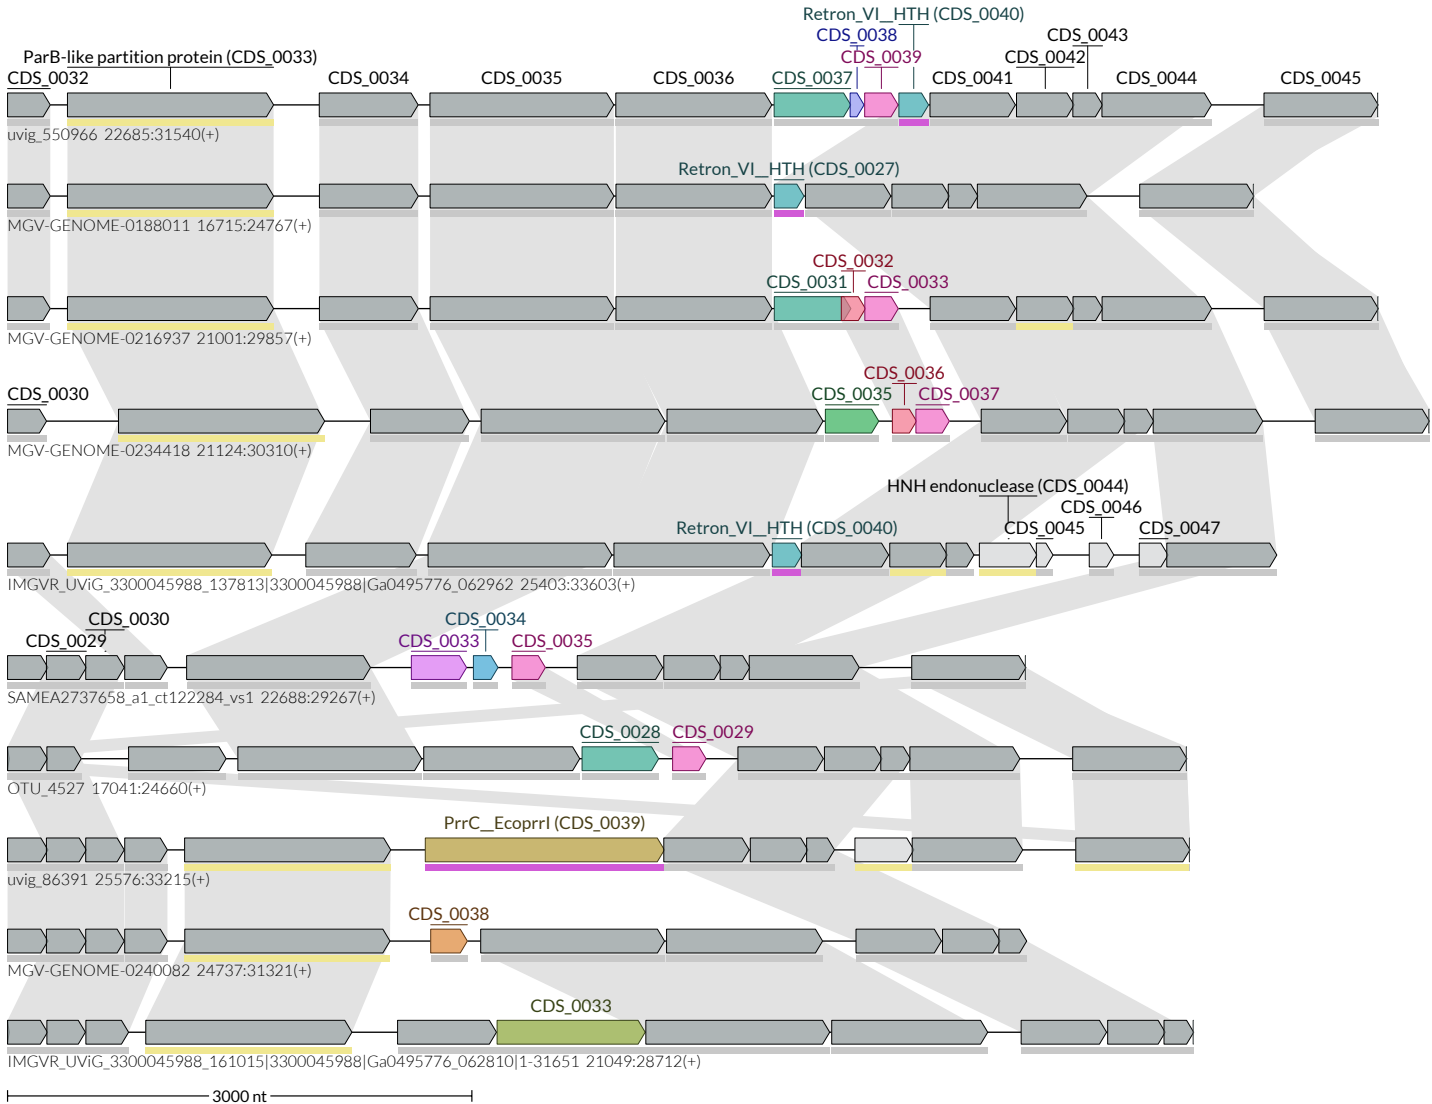 Retron_VI__HTH (CDS_0040)
CDS_0038 CDS_0043
ParB-like partition protein (CDS_0033) CDS_0039 CDS_0042
CDS_0032 CDS_0034 CDS_0035 CDS_0036 CDS_0037 CDS_0041 CDS_0044 CDS_0045
uvig_550966 22685:31540(+)
Retron_VI__HTH (CDS_0027)
MGV-GENOME-0188011 16715:24767(+)
CDS_0032
CDS_0031 CDS_0033
MGV-GENOME-0216937 21001:29857(+)
CDS_0036
CDS_0030 CDS_0035 CDS_0037
MGV-GENOME-0234418 21124:30310(+)
HNH endonuclease (CDS_0044)
CDS_0046
Retron_VI__HTH (CDS_0040) CDS_0045 CDS_0047
IMGVR_UViG_3300045988_137813|3300045988|Ga0495776_062962 25403:33603(+)
CDS_0030 CDS_0034
CDS_0029 CDS_0033 CDS_0035
SAMEA2737658_a1_ct122284_vs1 22688:29267(+)
CDS_0028 CDS_0029
OTU_4527 17041:24660(+)
PrrC__EcoprrI (CDS_0039)
uvig_86391 25576:33215(+)
CDS_0038
MGV-GENOME-0240082 24737:31321(+)
CDS_0033
IMGVR_UViG_3300045988_161015|3300045988|Ga0495776_062810|1-31651 21049:28712(+)
3000 nt